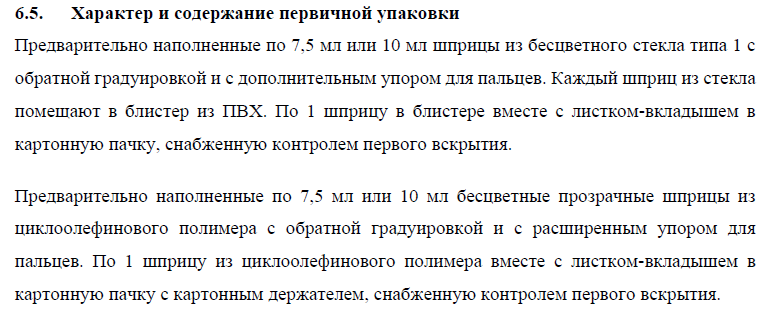 6.5. Характер и содержание первичной упаковки
Предварительно наполненные по 7,5 мл или 10 мл шприцы из бесцветного стекла типа 1 с
обратной градуировкой и с дополнительным упором для пальцев. Каждый шприц из стекла
помещают в блистер из ПВХ. По 1 шприцу в блистере вместе с листком-вкладышем в
картонную пачку, снабженную контролем первого вскрытия.
Предварительно наполненные по 7,5 мл или 10 мл бесцветные прозрачные шприцы из
циклоолефинового полимера с обратной градуировкой и с расширенным упором для
пальцев. По 1 шприцу из циклоолефинового полимера вместе с листком-вкладышем в
картонную пачку с картонным держателем, снабженную контролем первого вскрытия.